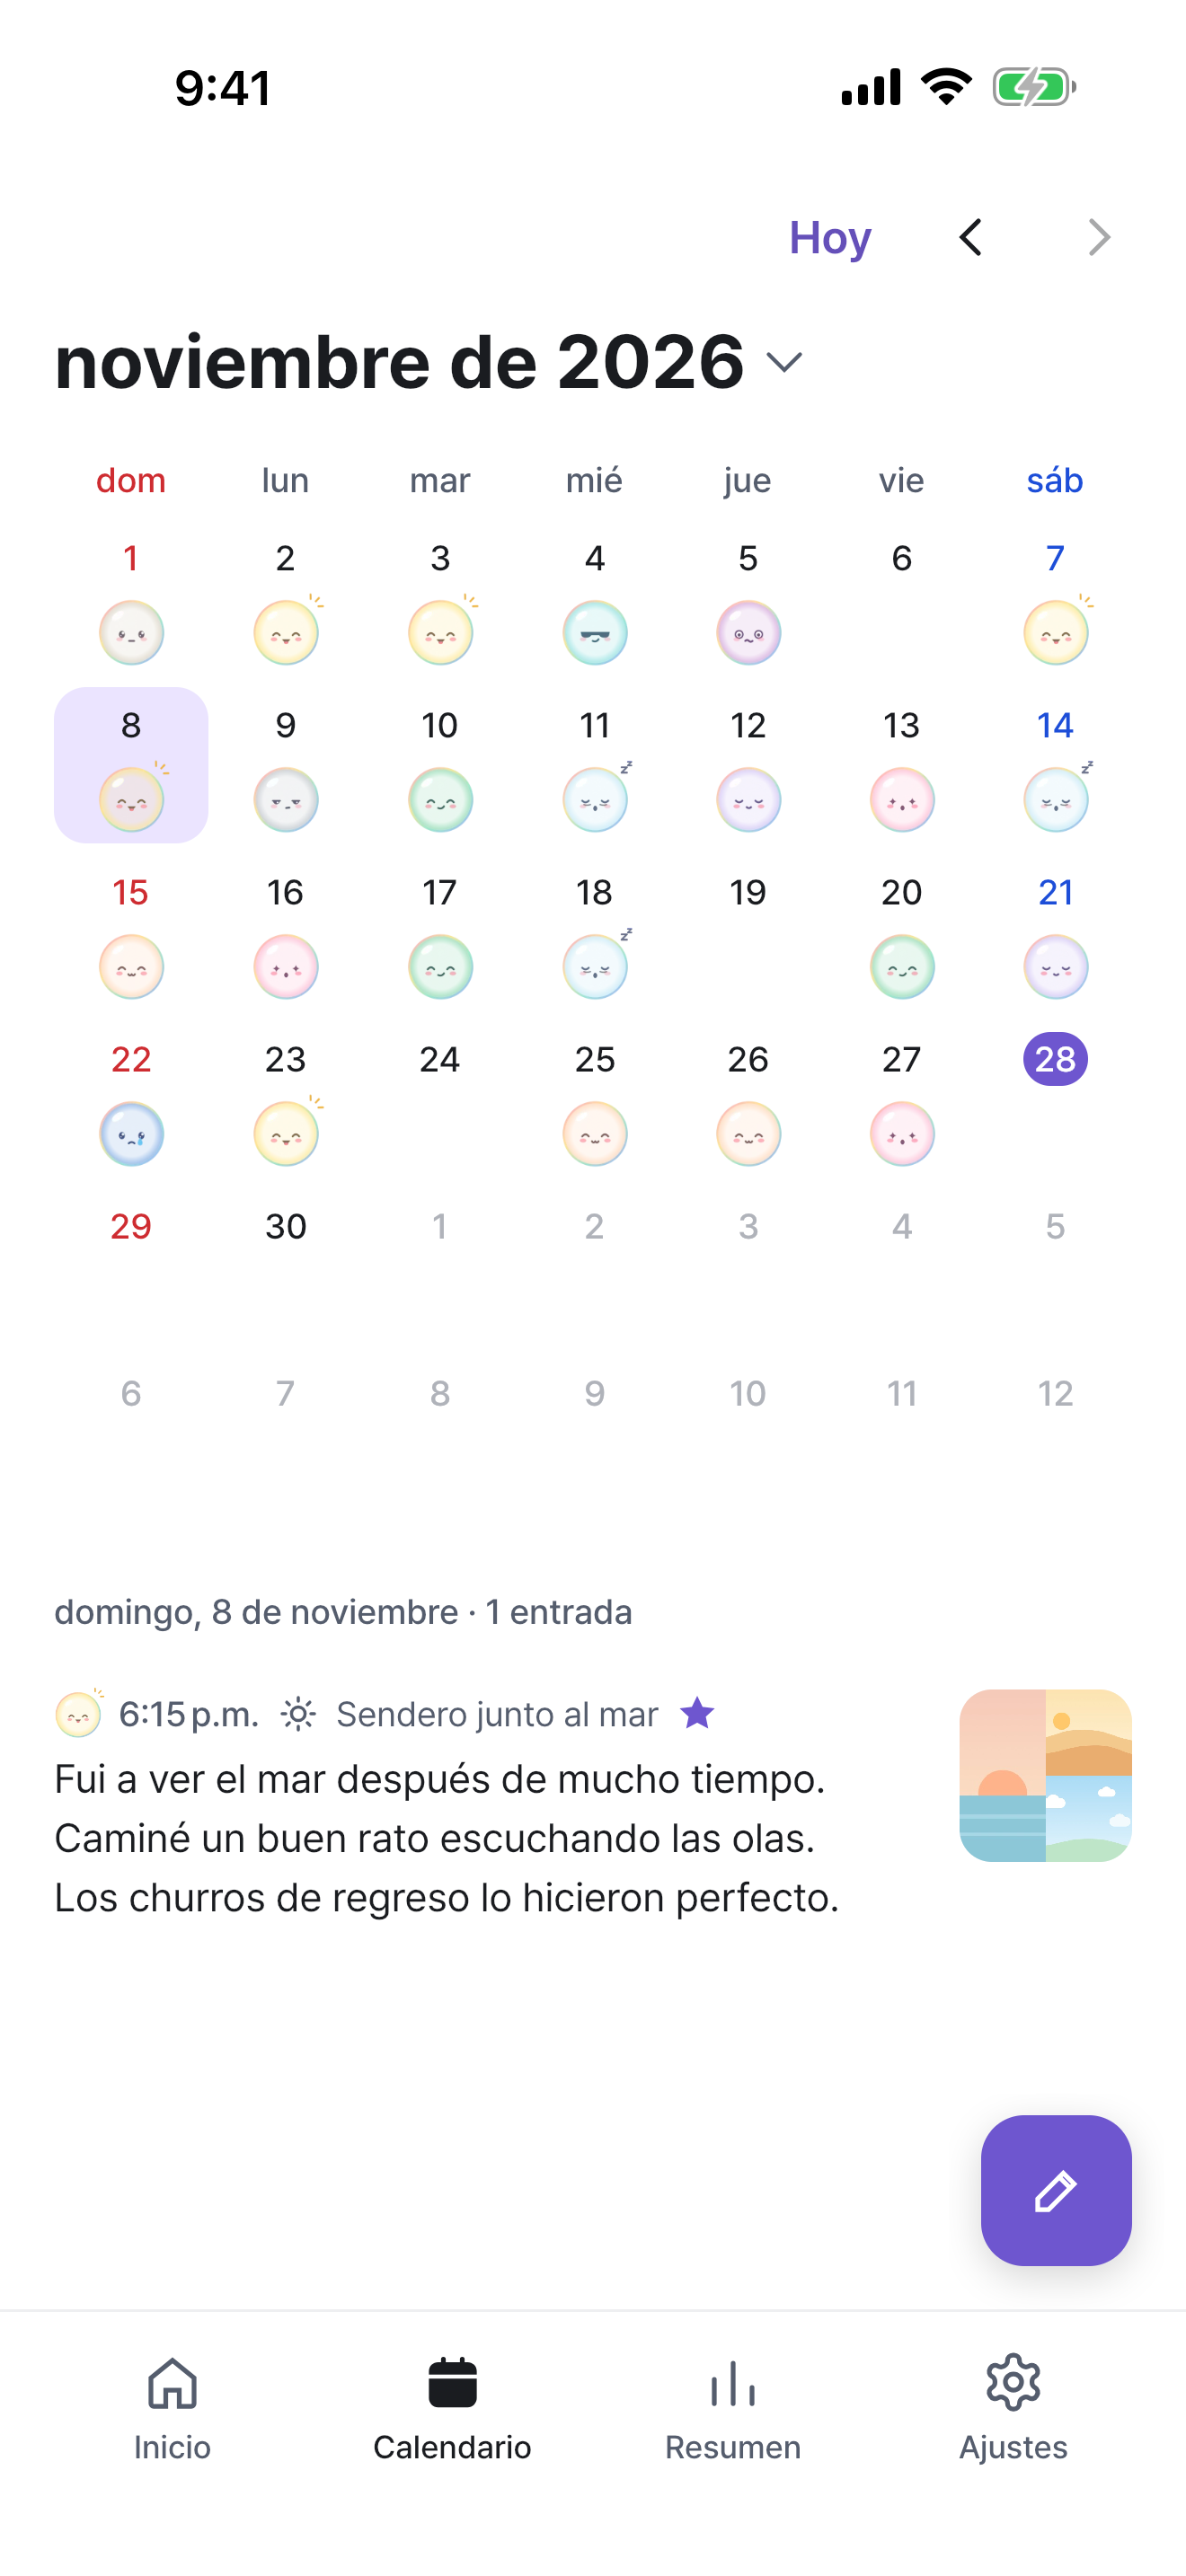 9:41
Hoy
noviembre de 2026
dom lun mar mié jue vie sáb
1 2 3 4 5 6 7
8 9 10 11 12 13 14
z z z z
15 16 17 18 19 20 21
z z
22 23 24 25 26 27 28
29 30 1 2 3 4 5
6 7 8 9 10 11 12
domingo, 8 de noviembre · 1 entrada
6:15 p.m. Sendero junto al mar
Fui a ver el mar después de mucho tiempo.
Caminé un buen rato escuchando las olas.
Los churros de regreso lo hicieron perfecto.
Inicio Calendario Resumen Ajustes